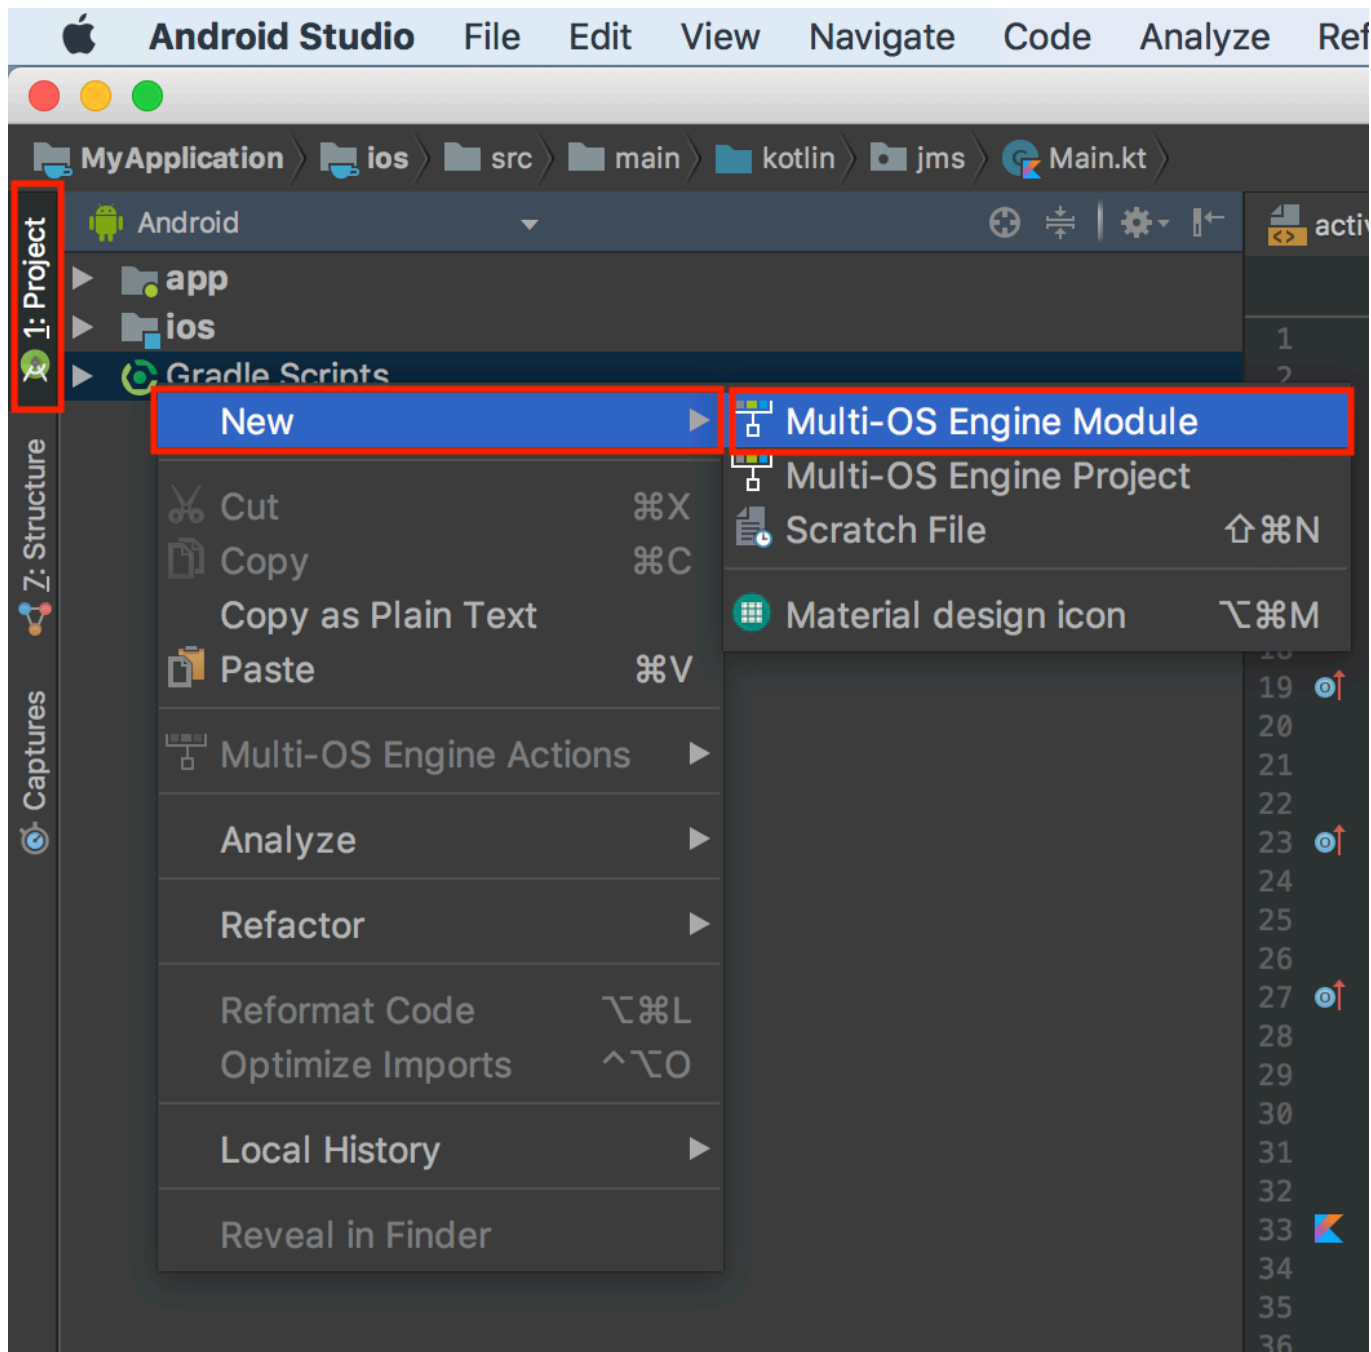 Android Studio File Edit View Navigate Code Analyze Ref
MyApplication ios src main kotlin jms Main.kt
1: Project
Z: Structure
Captures
Android
app
ios
Gradle Scripts
New
Cut ⌘X
Copy ⌘C
Copy as Plain Text
Paste ⌘V
Multi-OS Engine Actions
Analyze
Refactor
Reformat Code ⌥⌘L
Optimize Imports ^⌥O
Local History
Reveal in Finder
Multi-OS Engine Module
Multi-OS Engine Project
Scratch File ⇧⌘N
Material design icon ⌥⌘M
activ
1
2
18
19
20
21
22
23
24
25
26
27
28
29
30
31
32
33
34
35
36